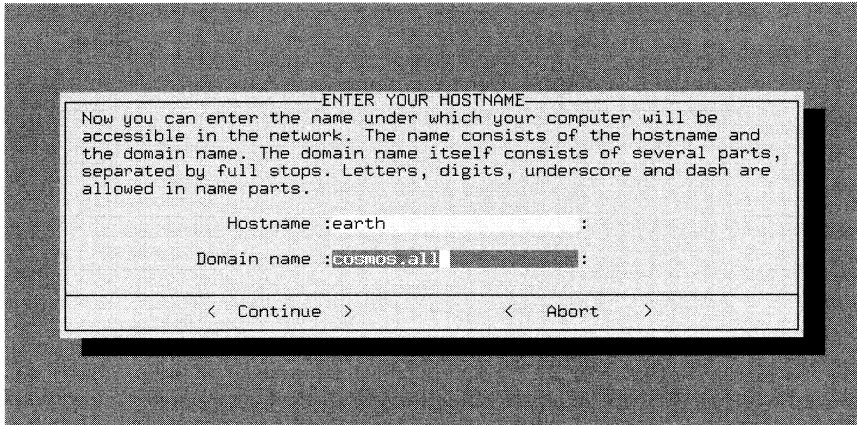 ENTER YOUR HOSTNAME
Now you can enter the name under which your computer will be
accessible in the network. The name consists of the hostname and
the domain name. The domain name itself consists of several parts,
separated by full stops. Letters, digits, underscore and dash are
allowed in name parts.
Hostname :earth :
Domain name :cosmos.all :
< Continue > < Abort >